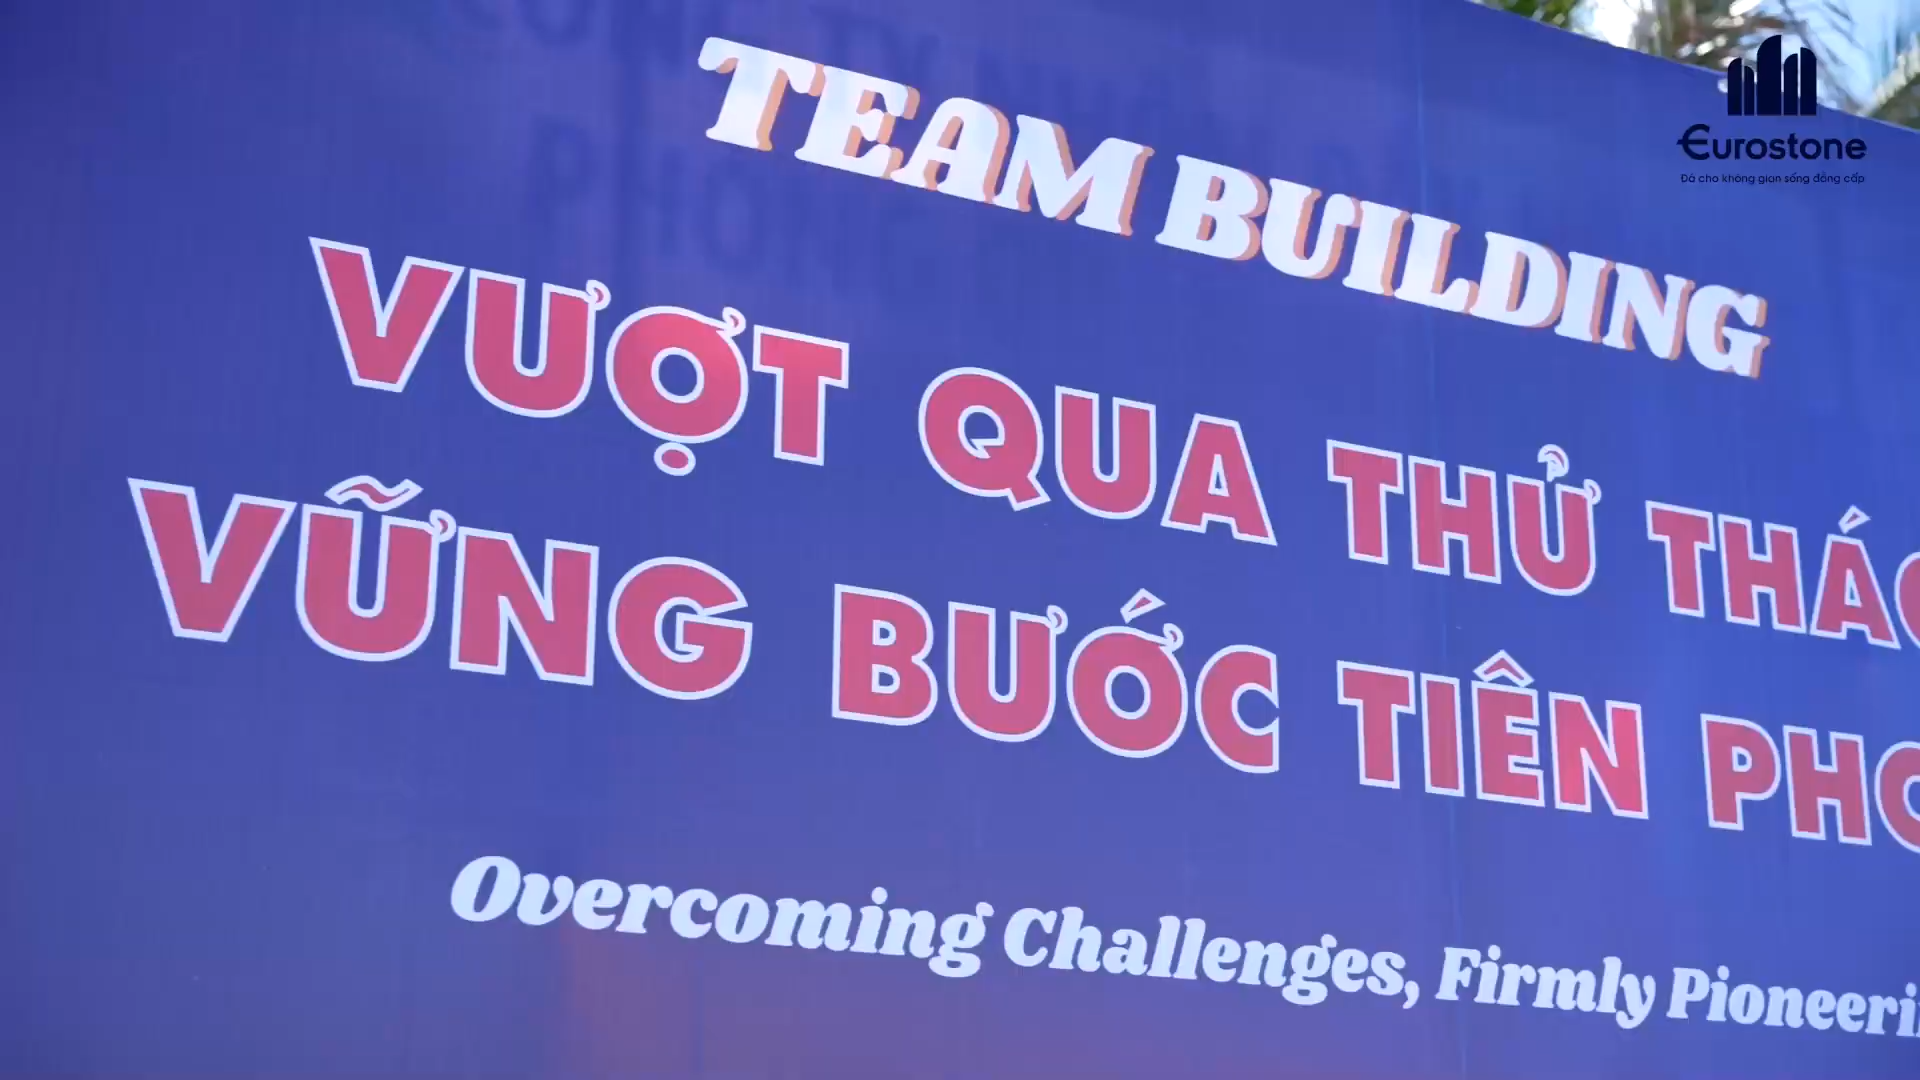 TEAM BUILDING
VƯỢT QUA THỬ THÁC
VỮNG BƯỚC TIÊN PHO
Overcoming Challenges, Firmly Pioneeri
Eurostone
Đá cho không gian sống đẳng cấp